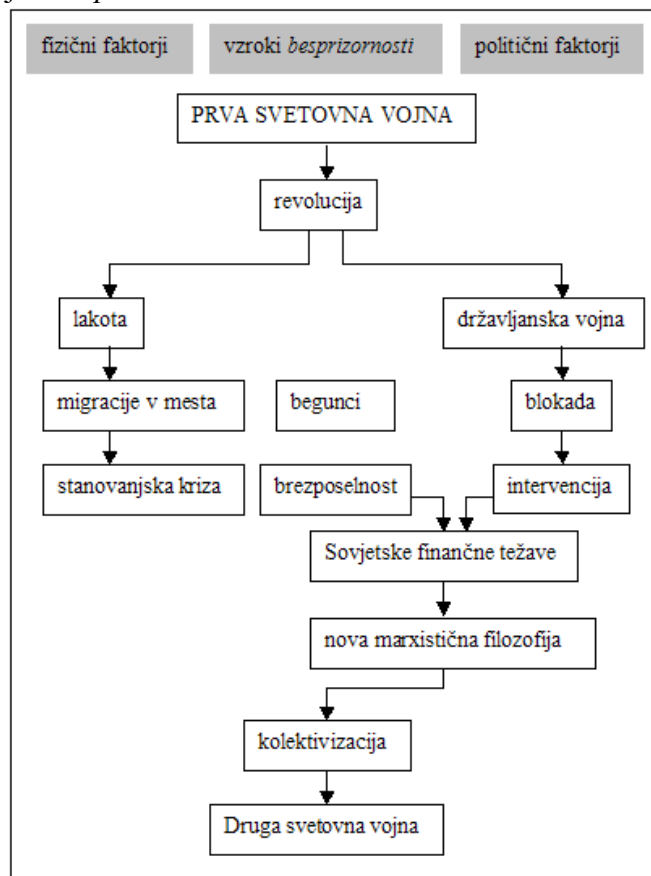 fizični faktorji
vzroki besprizornosti
politični faktorji
PRVA SVETOVNA VOJNA
revolucija
lakota
državljanska vojna
migracije v mesta
begunci
blokada
stanovanjska kriza
brezposelnost
intervencija
Sovjetske finančne težave
nova marxistična filozofija
kolektivizacija
Druga svetovna vojna